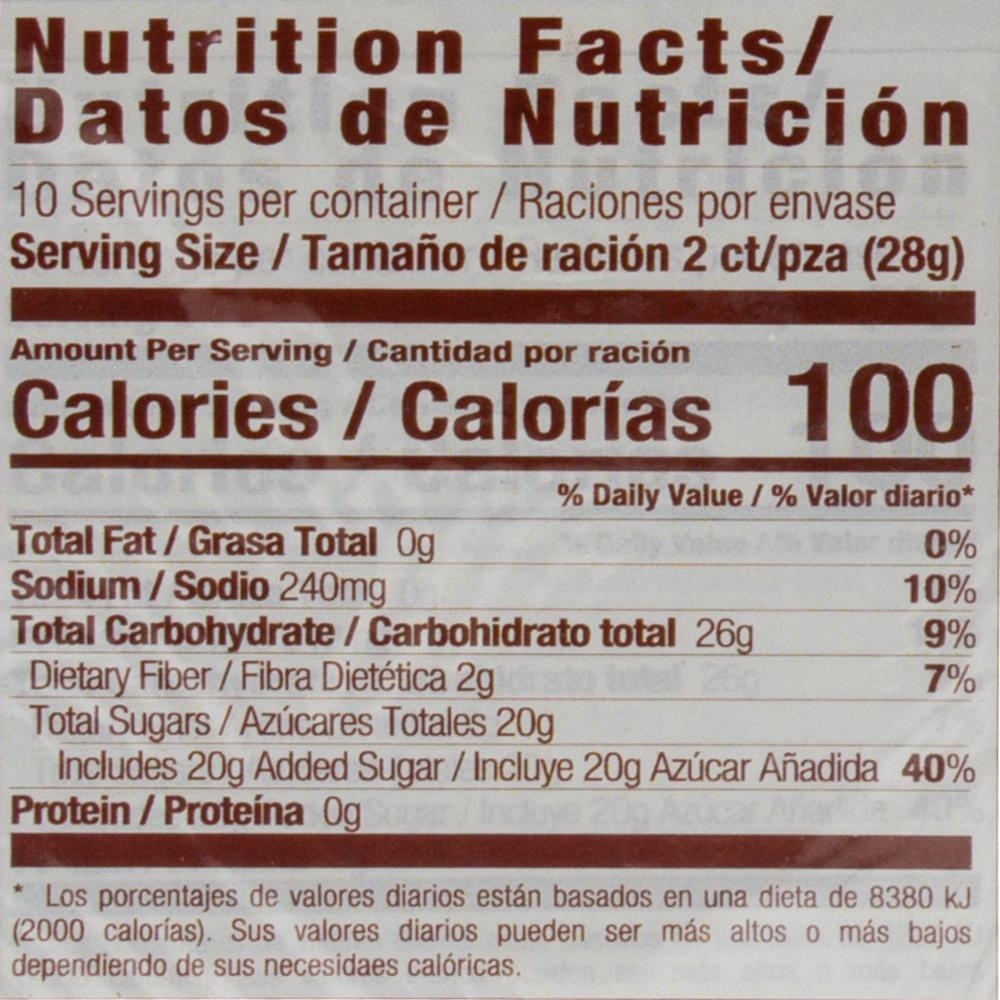 Nutrition Facts/
Datos de Nutrición
10 Servings per container / Raciones por envase
Serving Size / Tamaño de ración 2 ct/pza (28g)
Amount Per Serving / Cantidad por ración
Calories / Calorías 100
% Daily Value / % Valor diario*
Total Fat / Grasa Total 0g 0%
Sodium / Sodio 240mg 10%
Total Carbohydrate / Carbohidrato total 26g 9%
Dietary Fiber / Fibra Dietética 2g 7%
Total Sugars / Azúcares Totales 20g
Includes 20g Added Sugar / Incluye 20g Azúcar Añadida 40%
Protein / Proteína 0g
* Los porcentajes de valores diarios están basados en una dieta de 8380 kJ
(2000 calorías). Sus valores diarios pueden ser más altos o más bajos
dependiendo de sus necesidaes calóricas.